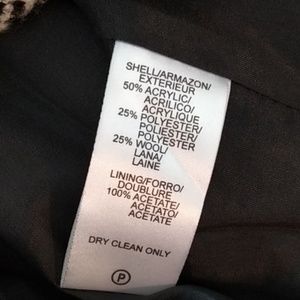 SHELL/ARMAZON/
EXTERIEUR
50% ACRYLIC/
ACRILICO/
ACRYLIQUE
25% POLYESTER/
POLIESTER/
POLYESTER
25% WOOL/
LANA/
LAINE
LINING/FORRO/
DOUBLURE
100% ACETATE/
ACETATO/
ACETATE
DRY CLEAN ONLY
P